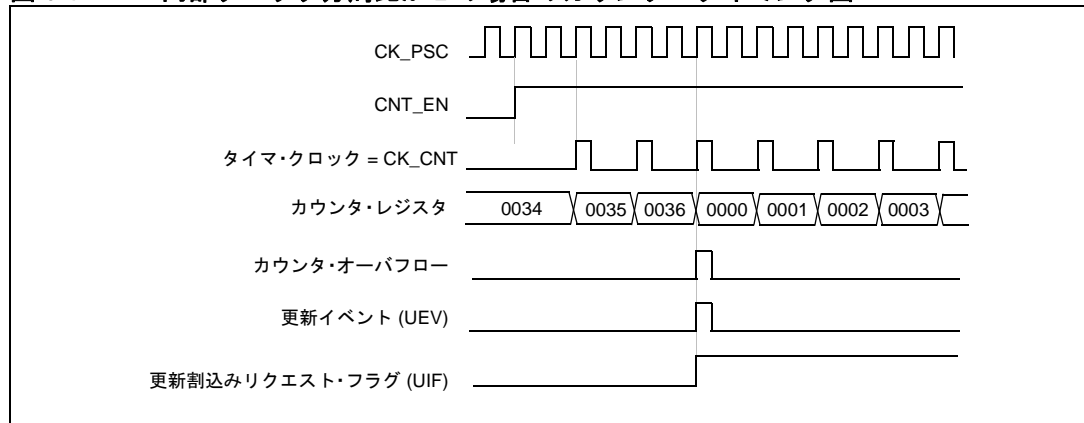 CK_PSC
CNT_EN
タイマ・クロック = CK_CNT
カウンタ・レジスタ 0034 0035 0036 0000 0001 0002 0003
カウンタ・オーバフロー
更新イベント (UEV)
更新割込みリクエスト・フラグ (UIF)